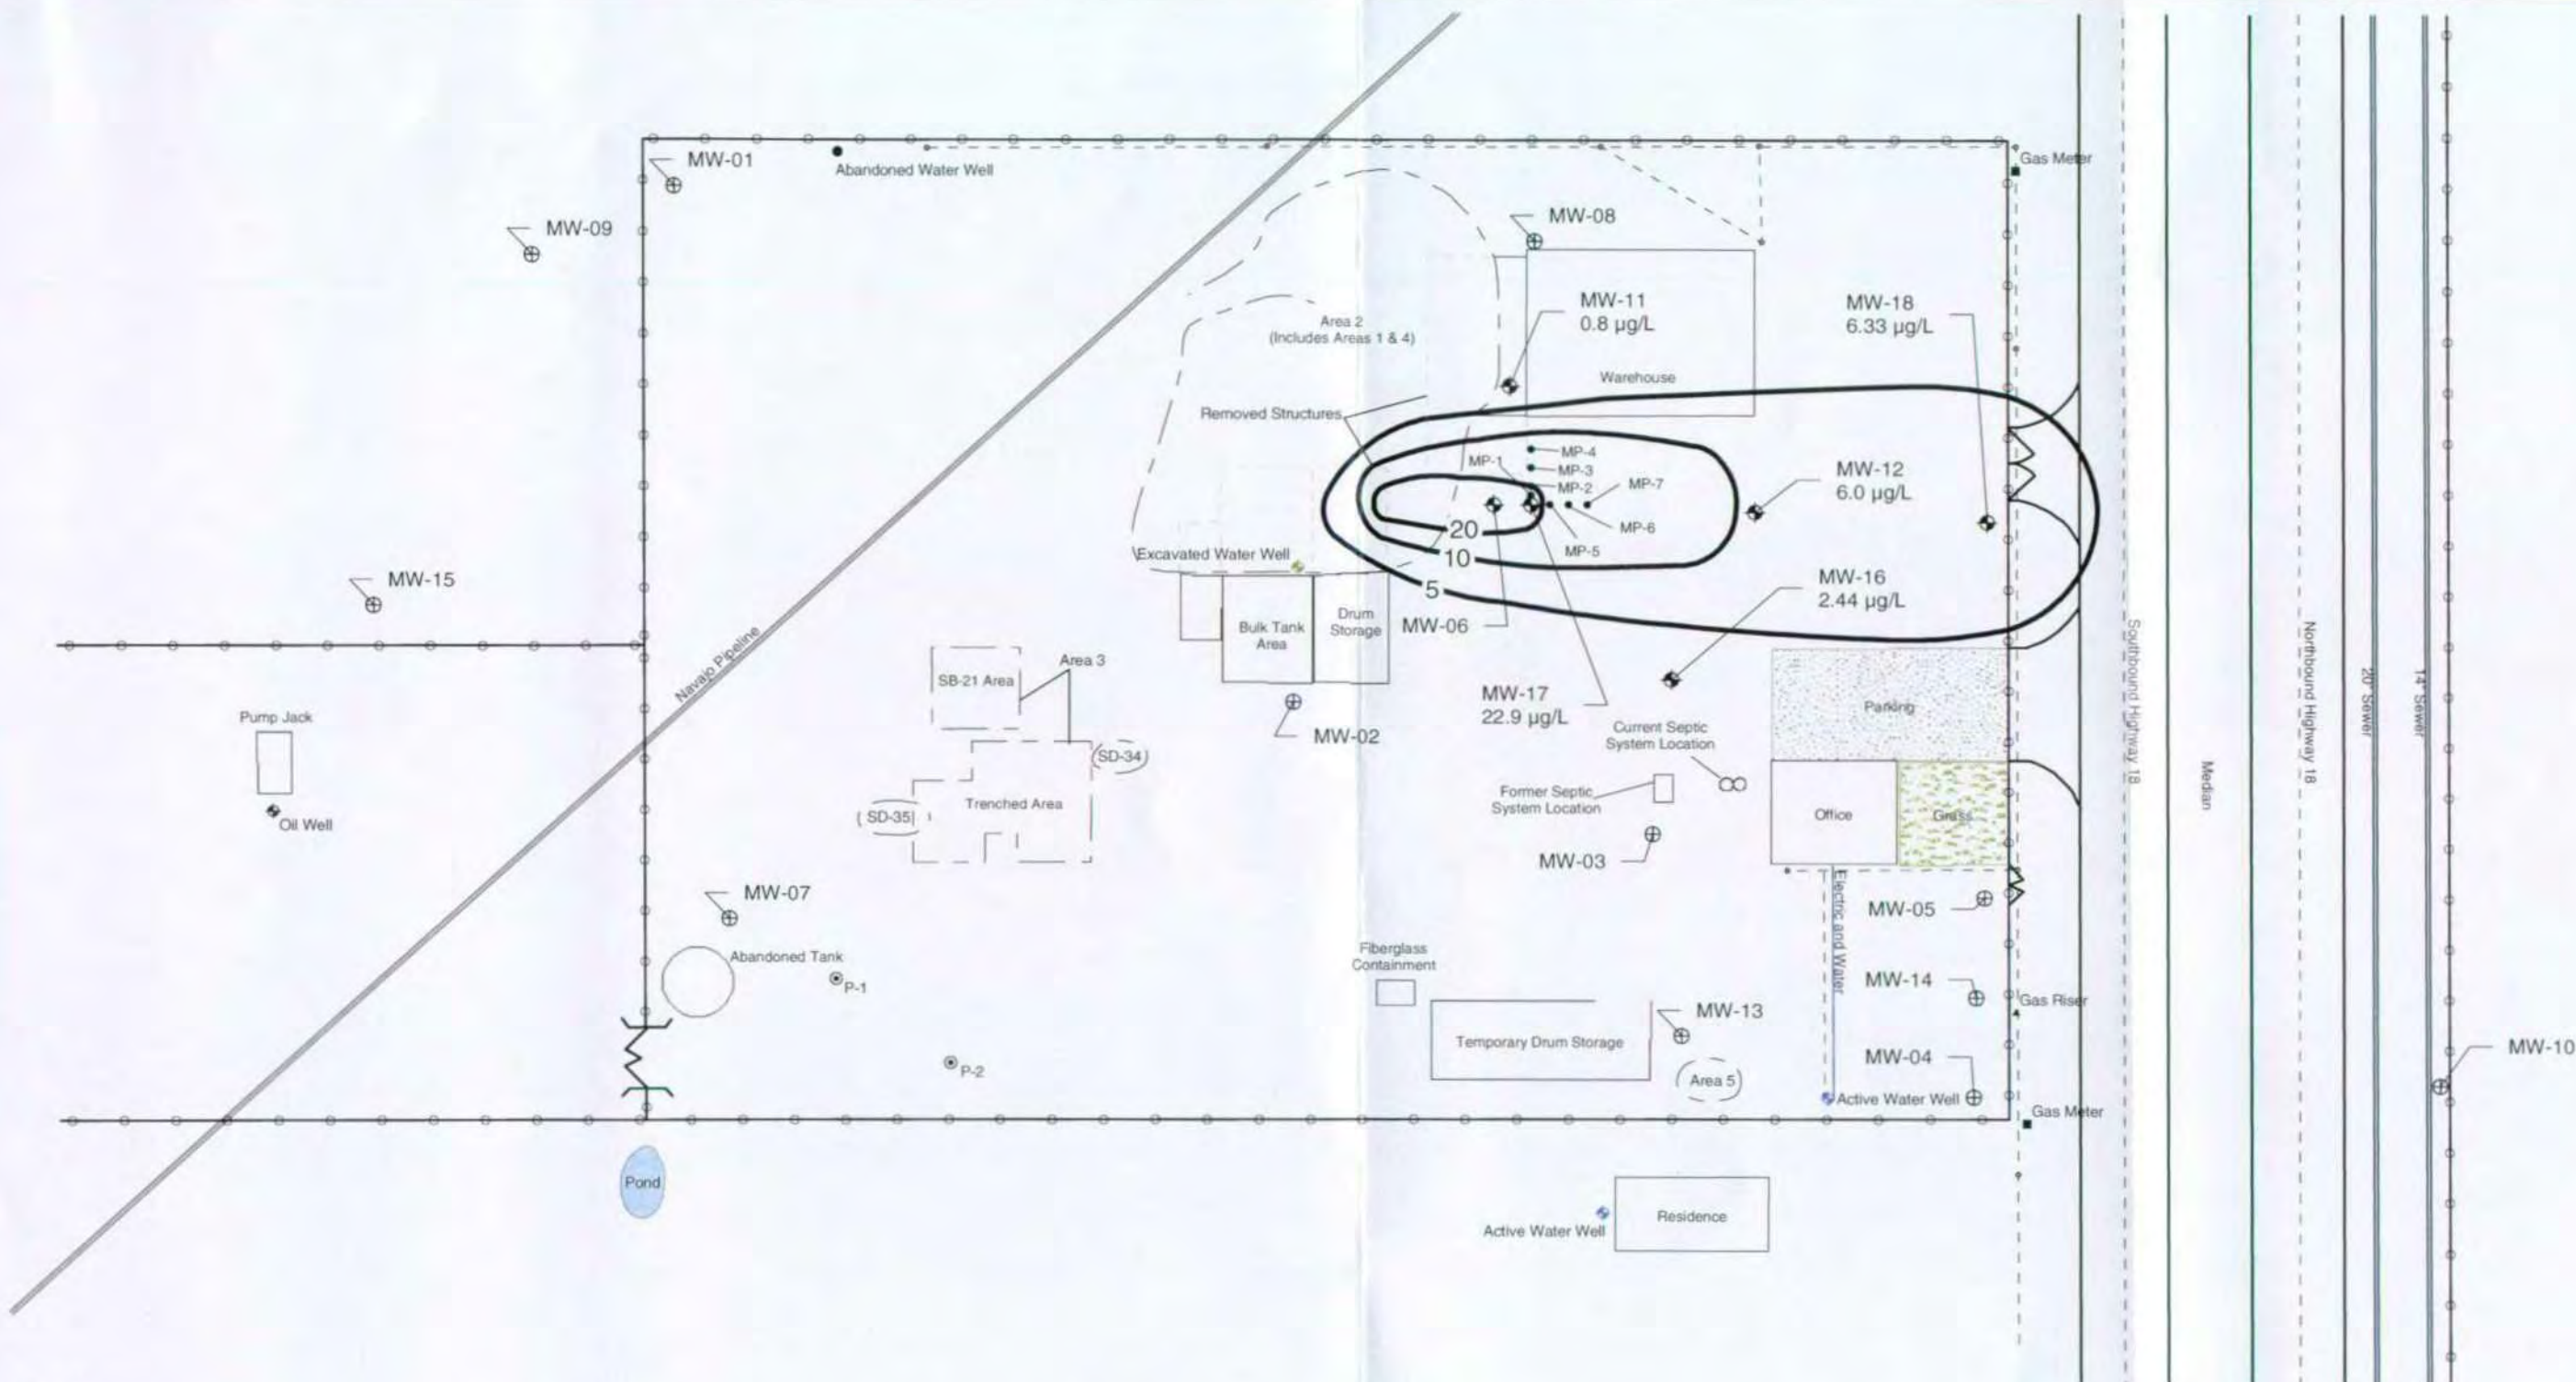 MW-01
Abandoned Water Well
Gas Meter
MW-09
MW-08
MW-11
0.8 µg/L
MW-18
6.33 µg/L
Area 2
(Includes Areas 1 & 4)
Warehouse
Removed Structures
MP-4
MP-1
MP-3
MP-2
MP-7
MW-12
6.0 µg/L
20
MP-6
10
MP-5
Excavated Water Well
5
MW-15
MW-16
2.44 µg/L
Bulk Tank
Area
Drum
Storage
MW-06
Navajo Pipeline
Area 3
SB-21 Area
MW-17
22.9 µg/L
Southbound Highway 18
Northbound Highway 18
20" Sewer
14" Sewer
Median
Parking
Pump Jack
MW-02
Current Septic
System Location
SD-34
Former Septic
System Location
Trenched Area
SD-35
Office
Grass
Oil Well
MW-03
MW-07
MW-05
Electric and Water
Abandoned Tank
Fiberglass
Containment
P-1
MW-14
Gas Riser
MW-13
Temporary Drum Storage
MW-04
MW-10
P-2
Area 5
Active Water Well
Gas Meter
Pond
Residence
Active Water Well